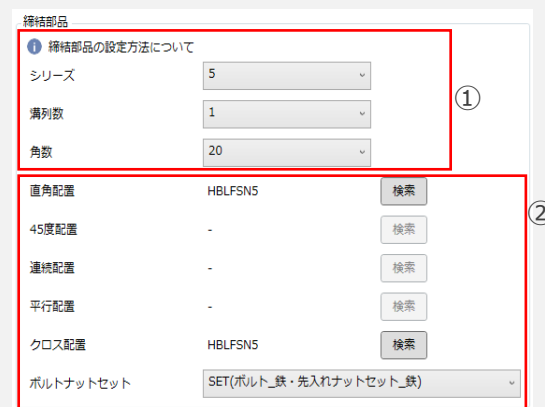 締結部品
締結部品の設定方法について
シリーズ 5
溝列数 1
①
角数 20
直角配置 HBLFSN5 検索
②
45度配置 - 検索
連続配置 - 検索
平行配置 - 検索
クロス配置 HBLFSN5 検索
ボルトナットセット SET(ボルト_鉄・先入れナットセット_鉄)